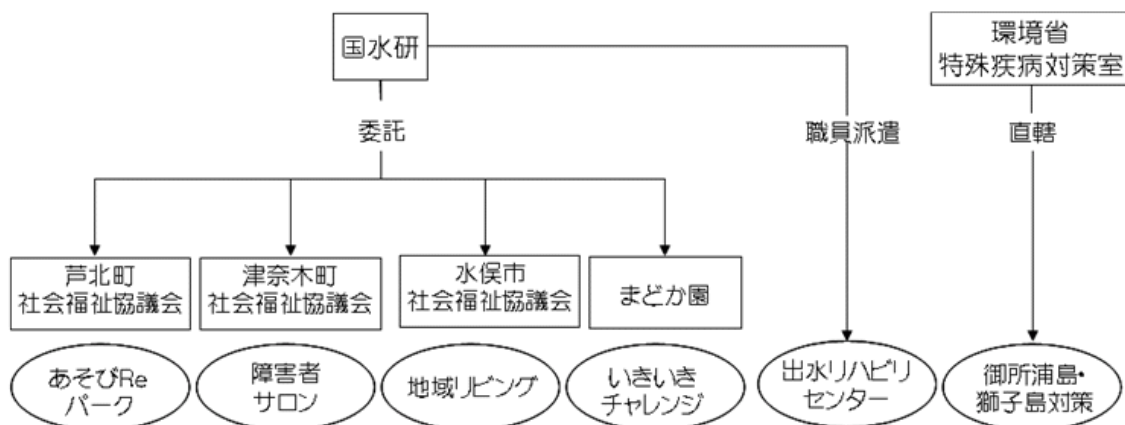 国水研
環境省
特殊疾病対策室
委託
職員派遣
直轄
芦北町
社会福祉協議会
津奈木町
社会福祉協議会
水俣市
社会福祉協議会
まどか園
あそびRe
パーク
障害者
サロン
地域リビング
いきいき
チャレンジ
出水リハビリ
センター
御所浦島・
獅子島対策